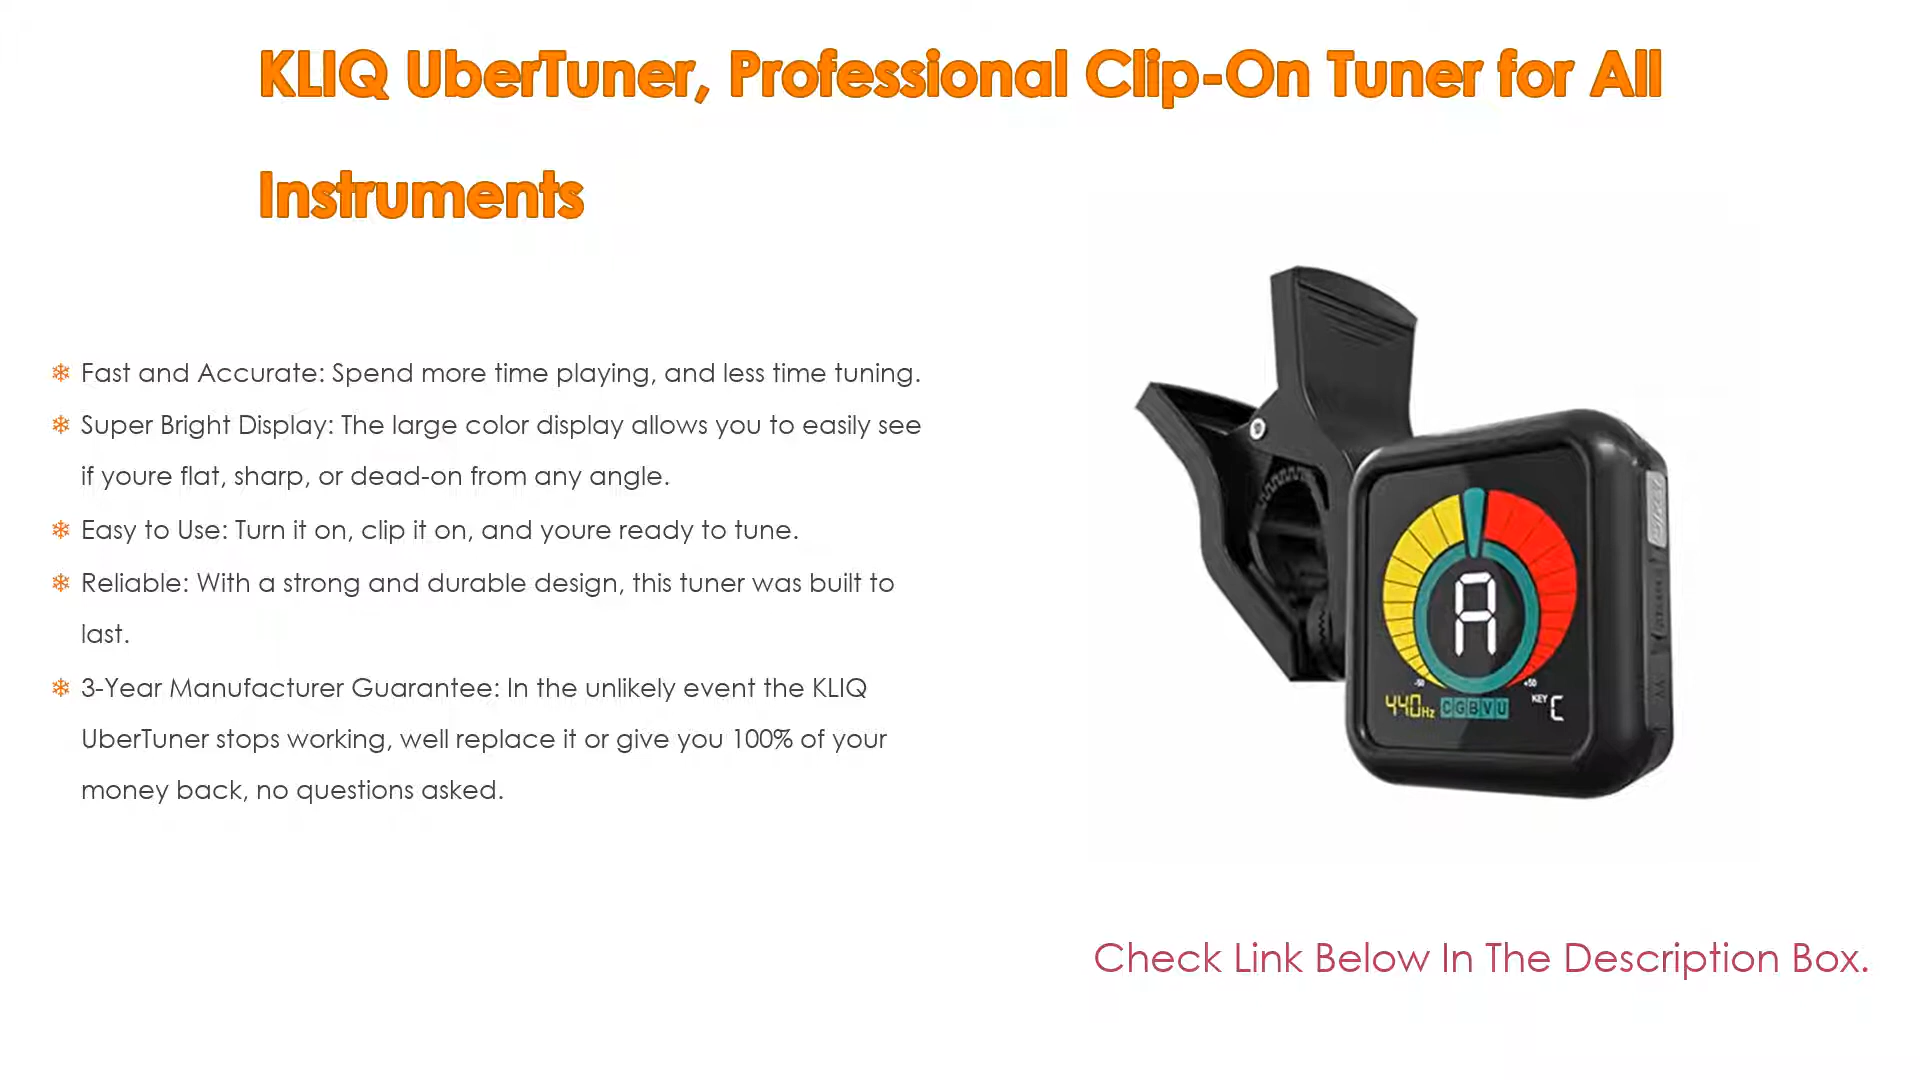 KLIQ UberTuner, Professional Clip-On Tuner for All
Instruments
Fast and Accurate: Spend more time playing, and less time tuning.
Super Bright Display: The large color display allows you to easily see
if youre flat, sharp, or dead-on from any angle.
Easy to Use: Turn it on, clip it on, and youre ready to tune.
Reliable: With a strong and durable design, this tuner was built to
last.
3-Year Manufacturer Guarantee: In the unlikely event the KLIQ
UberTuner stops working, well replace it or give you 100% of your
money back, no questions asked.
A
-50 +50
440Hz CGBVU KEY C
Check Link Below In The Description Box.